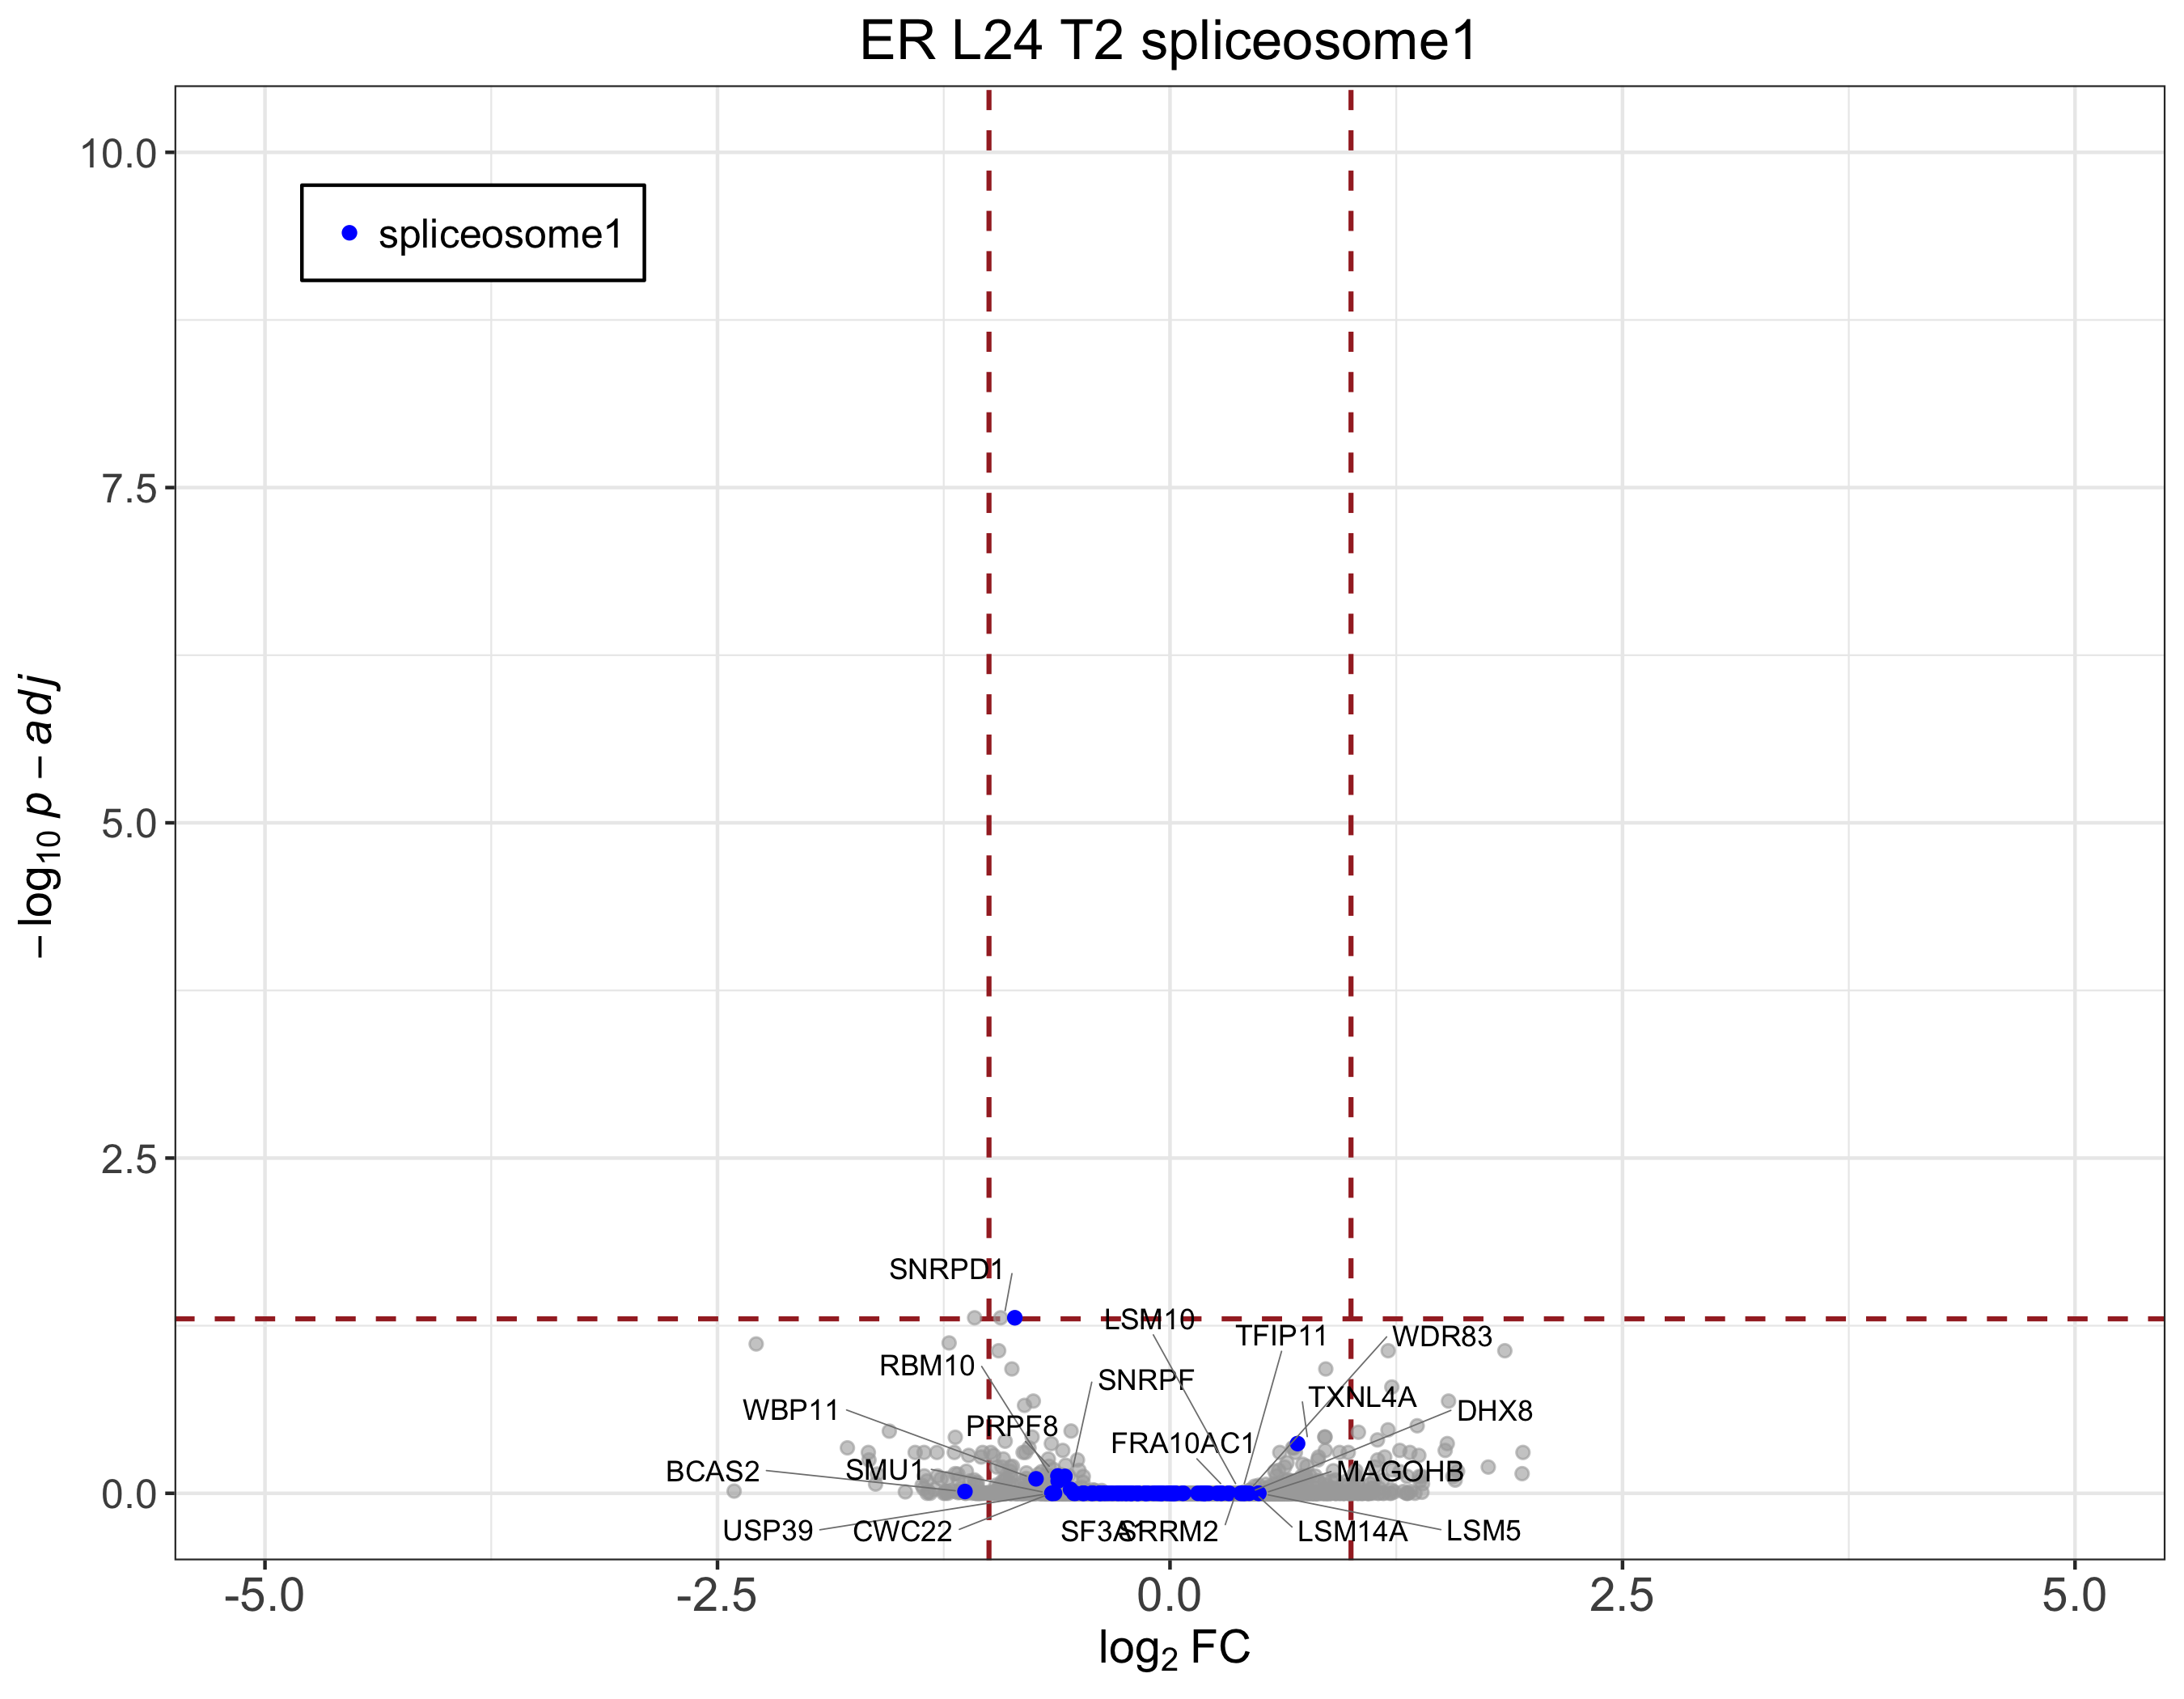 ER L24 T2 spliceosome1
10.0
7.5
5.0
2.5
0.0
−log10 p − adj
spliceosome1
SNRPD1
LSM10
TFIP11
WDR83
RBM10
SNRPF
TXNL4A
WBP11
PRPF8
DHX8
FRA10AC1
BCAS2
SMU1
MAGOHB
USP39
CWC22
SRRM2
LSM14A
LSM5
-5.0
-2.5
0.0
2.5
5.0
log2 FC